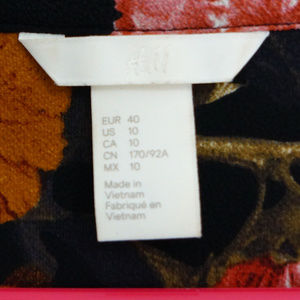 H&M
EUR 40
US 10
CA 10
CN 170/92A
MX 10
Made in
Vietnam
Fabriqué en
Vietnam